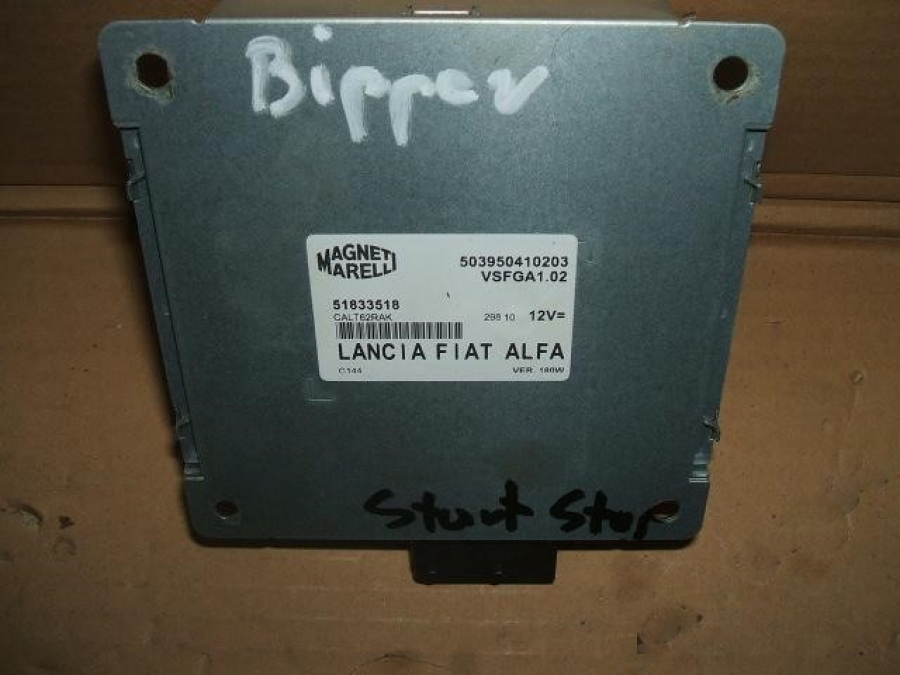 Bipper
MAGNETI
MARELLI
503950410203
VSFGA1.02
51833518
CALT62RAK
298 10 12V=
LANCIA FIAT ALFA
C144 VER. 180W
Start Stop